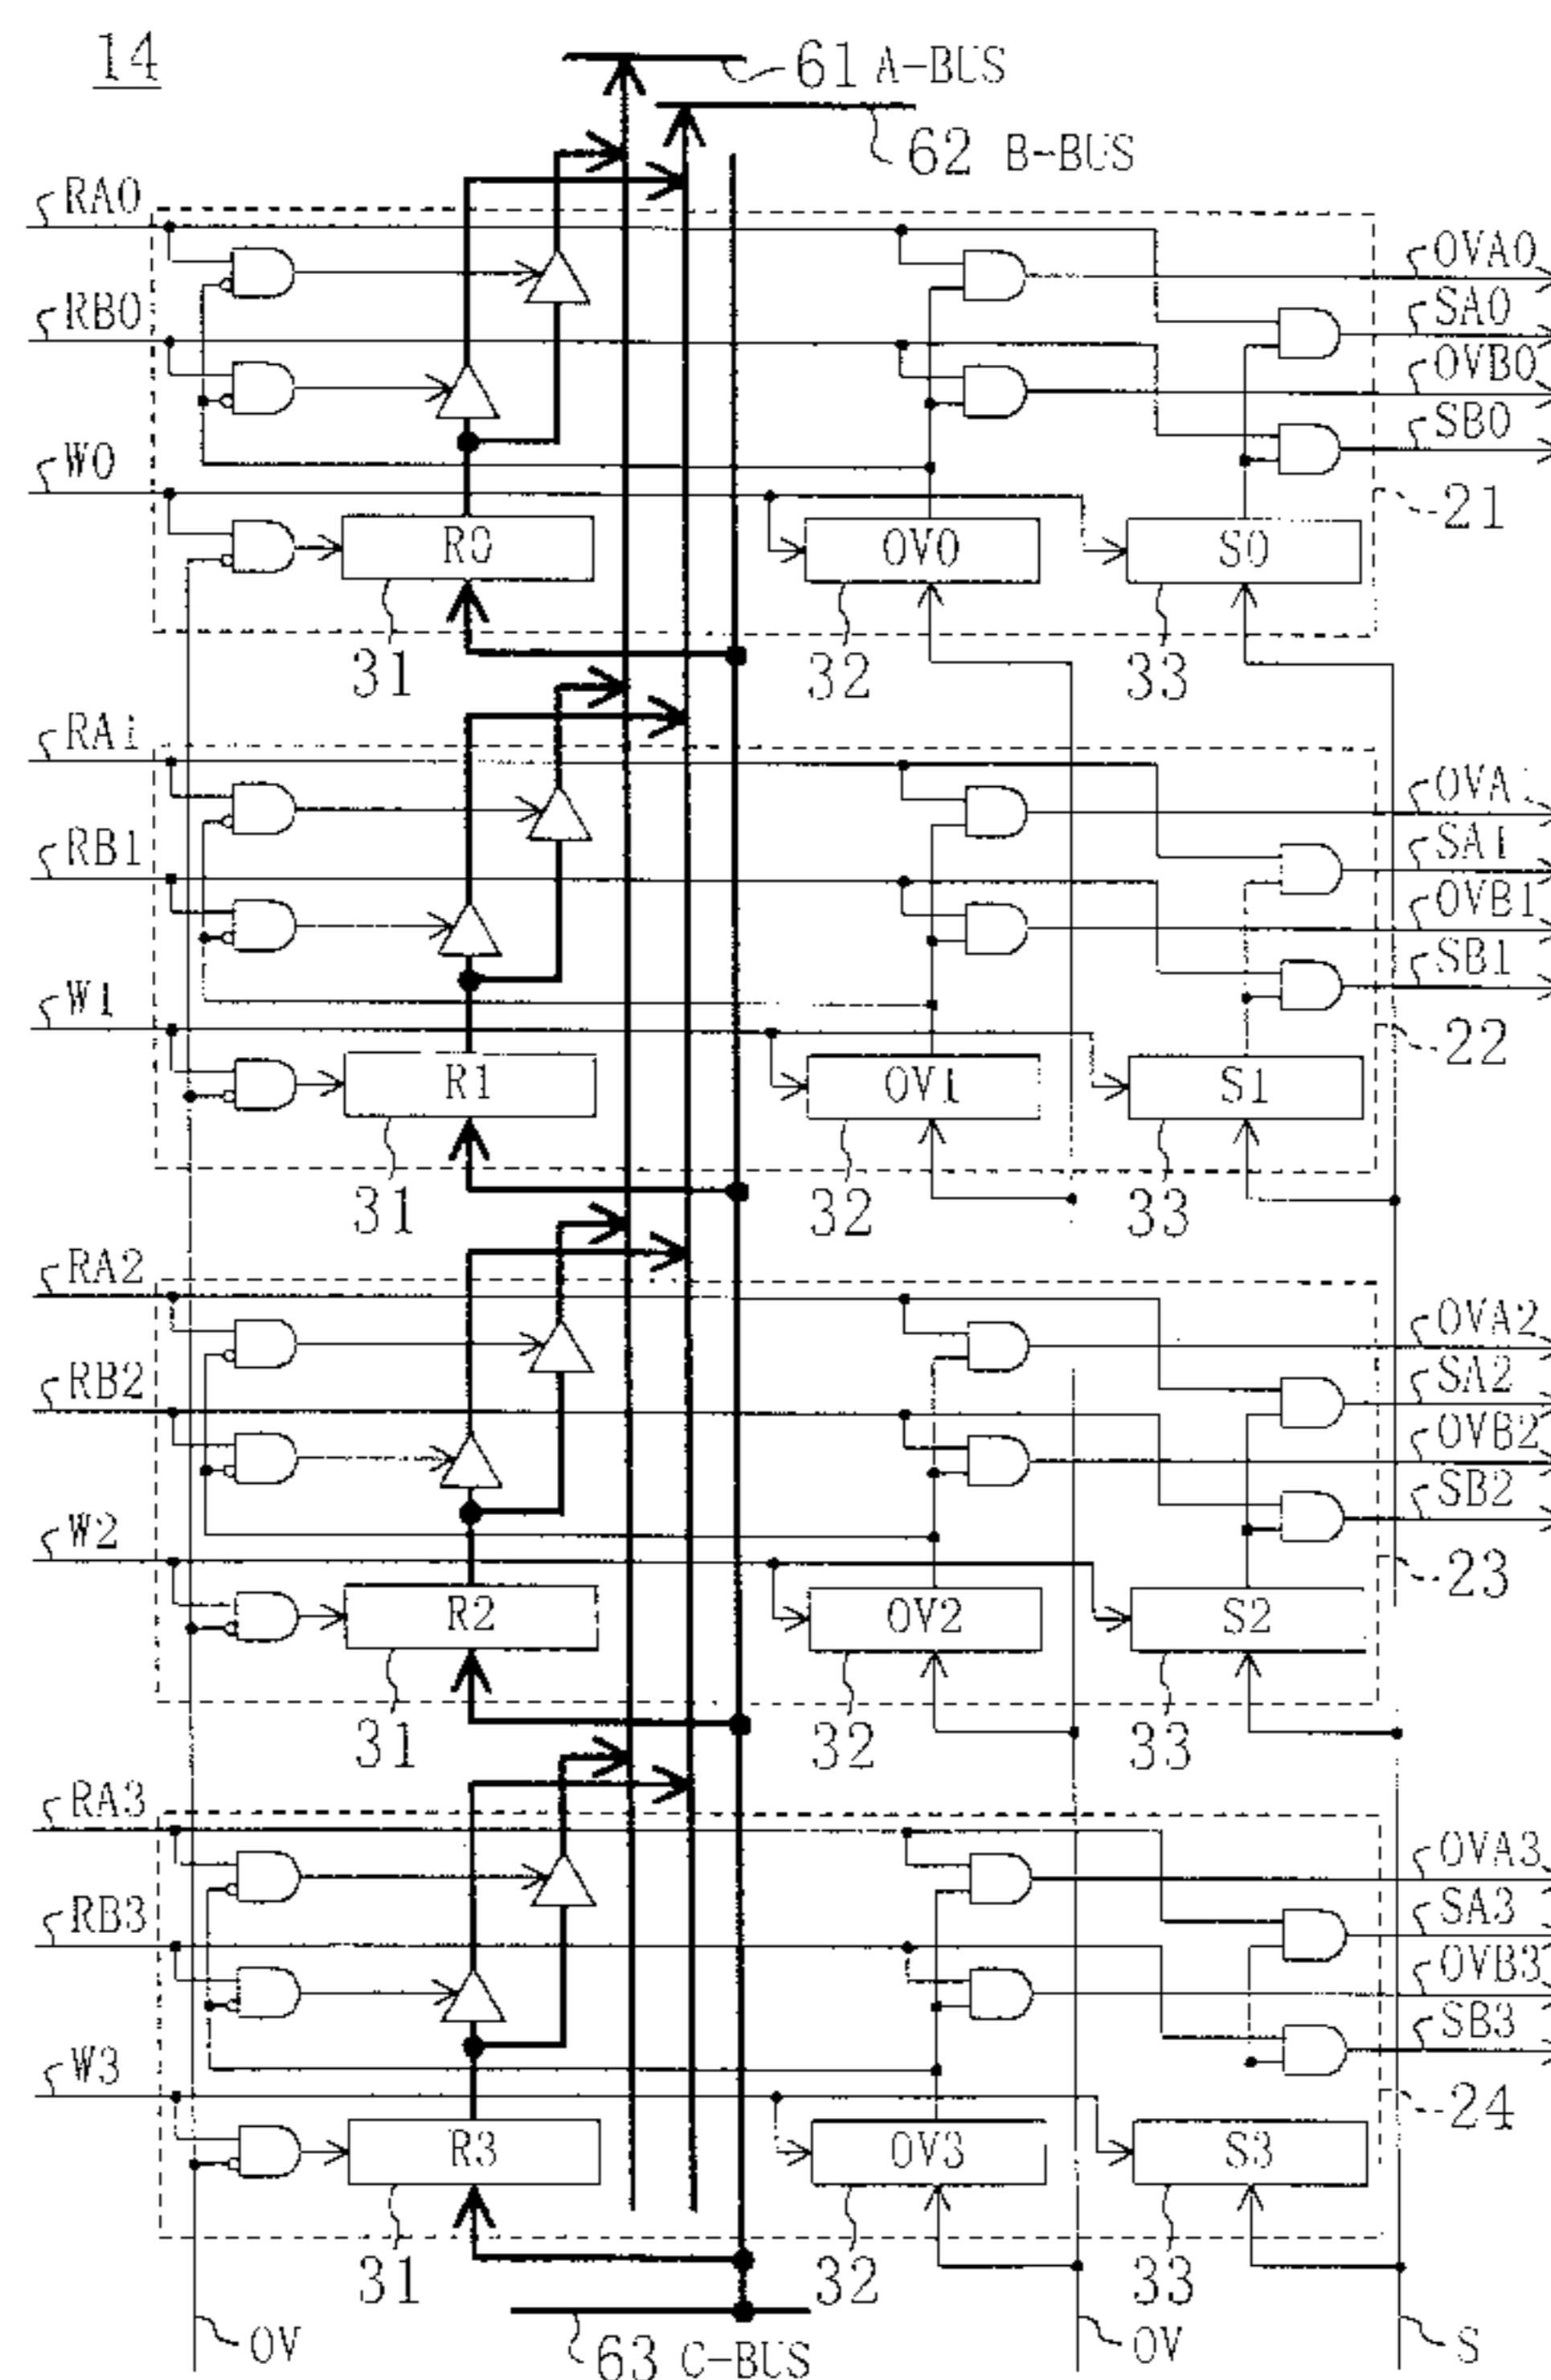 14
61 A-BUS
62 B-BUS
RA0
OVA0
SA0
RB0
OVB0
SB0
W0
21
R0
OV0
S0
31
32
33
RA1
OVA1
SA1
RB1
OVB1
SB1
W1
22
R1
OV1
S1
31
32
33
RA2
OVA2
SA2
RB2
OVB2
SB2
W2
23
R2
OV2
S2
31
32
33
RA3
OVA3
SA3
RB3
OVB3
SB3
W3
24
R3
OV3
S3
31
32
33
OV
63 C-BUS
OV
S